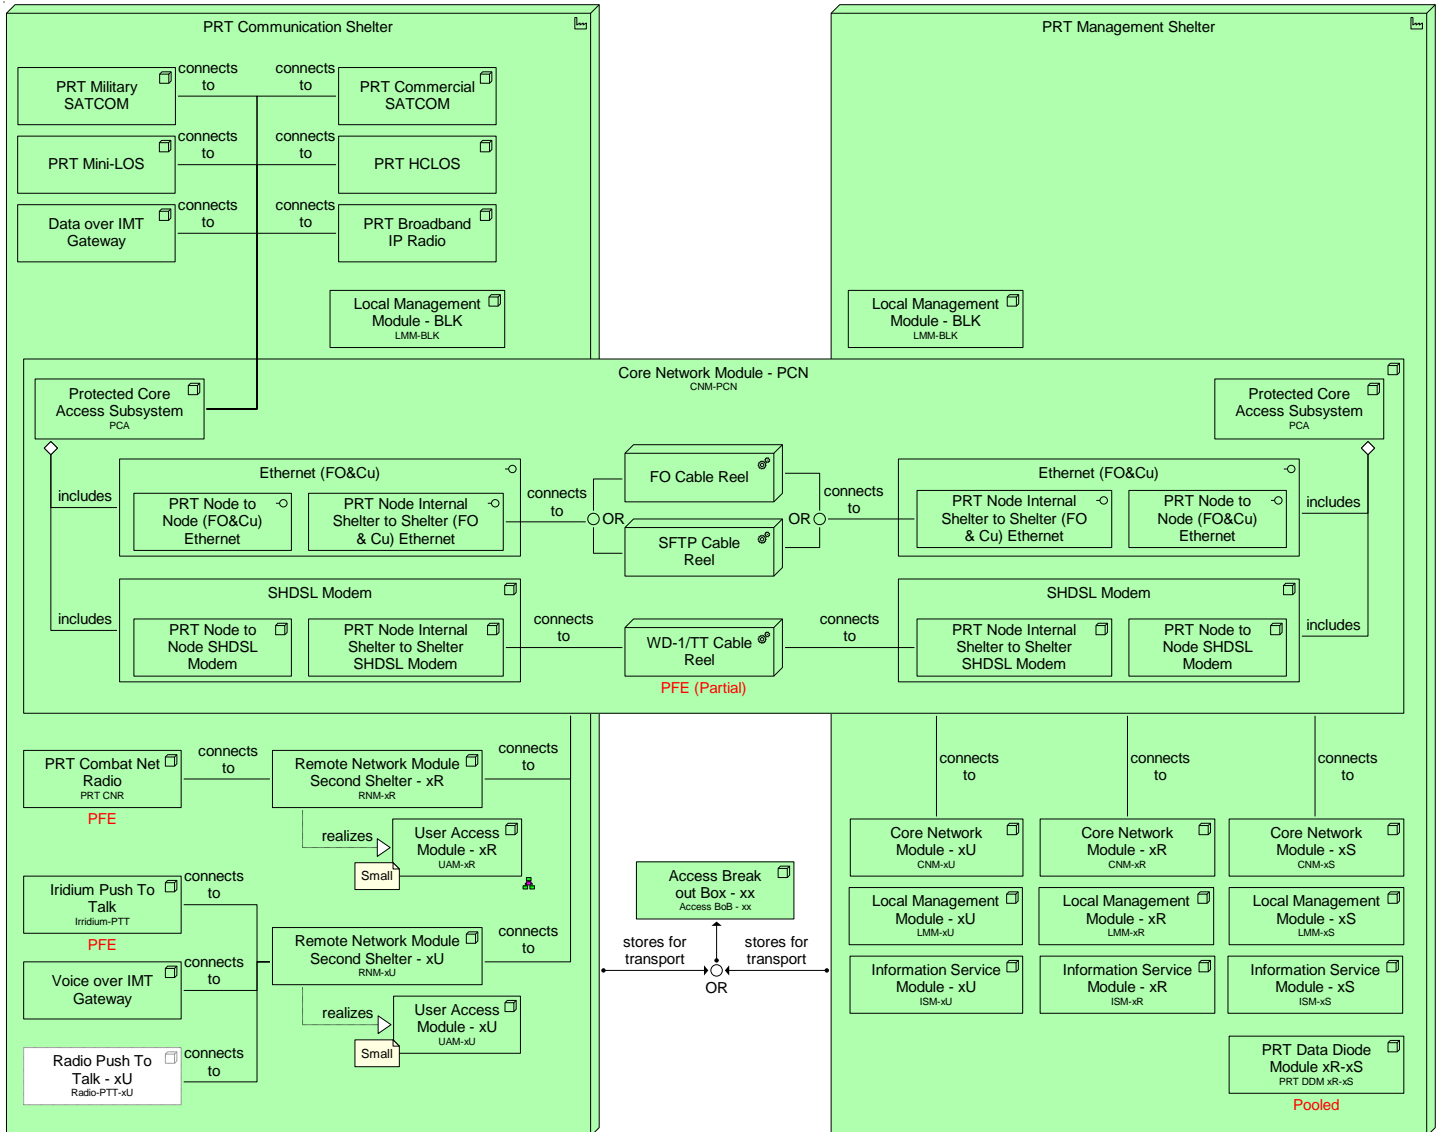 PRT Communication Shelter
PRT Military
SATCOM
connects
to
connects
to
PRT Commercial
SATCOM
PRT Mini-LOS
connects
to
connects
to
PRT HCLOS
Data over IMT
Gateway
connects
to
connects
to
PRT Broadband
IP Radio
Local Management
Module - BLK
LMM-BLK
PRT Management Shelter
Local Management
Module - BLK
LMM-BLK
Core Network Module - PCN
CNM-PCN
Protected Core
Access Subsystem
PCA
Protected Core
Access Subsystem
PCA
includes
Ethernet (FO&Cu)
PRT Node to
Node (FO&Cu)
Ethernet
PRT Node Internal
Shelter to Shelter (FO
& Cu) Ethernet
connects
to
OR
FO Cable Reel
SFTP Cable
Reel
OR
connects
to
Ethernet (FO&Cu)
PRT Node Internal
Shelter to Shelter (FO
& Cu) Ethernet
PRT Node to
Node (FO&Cu)
Ethernet
includes
includes
SHDSL Modem
PRT Node to
Node SHDSL
Modem
PRT Node Internal
Shelter to Shelter
SHDSL Modem
connects
to
WD-1/TT Cable
Reel
PFE (Partial)
connects
to
SHDSL Modem
PRT Node Internal
Shelter to Shelter
SHDSL Modem
PRT Node to
Node SHDSL
Modem
includes
PRT Combat Net
Radio
PRT CNR
PFE
connects
to
Remote Network Module
Second Shelter - xR
RNM-xR
connects
to
realizes
User Access
Module - xR
UAM-xR
Small
Iridium Push To
Talk
Irridium-PTT
PFE
connects
to
Voice over IMT
Gateway
connects
to
Remote Network Module
Second Shelter - xU
RNM-xU
connects
to
realizes
User Access
Module - xU
UAM-xU
Small
Radio Push To
Talk - xU
Radio-PTT-xU
connects
to
Access Break
out Box - xx
Access BoB - xx
stores for
transport
stores for
transport
OR
connects
to
connects
to
connects
to
Core Network
Module - xU
CNM-xU
Core Network
Module - xR
CNM-xR
Core Network
Module - xS
CNM-xS
Local Management
Module - xU
LMM-xU
Local Management
Module - xR
LMM-xR
Local Management
Module - xS
LMM-xS
Information Service
Module - xU
ISM-xU
Information Service
Module - xR
ISM-xR
Information Service
Module - xS
ISM-xS
PRT Data Diode
Module xR-xS
PRT DDM xR-xS
Pooled